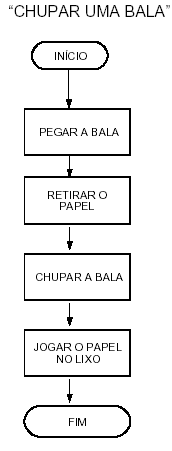 “CHUPAR UMA BALA”
INÍCIO
PEGAR A BALA
RETIRAR O
PAPEL
CHUPAR A BALA
JOGAR O PAPEL
NO LIXO
FIM